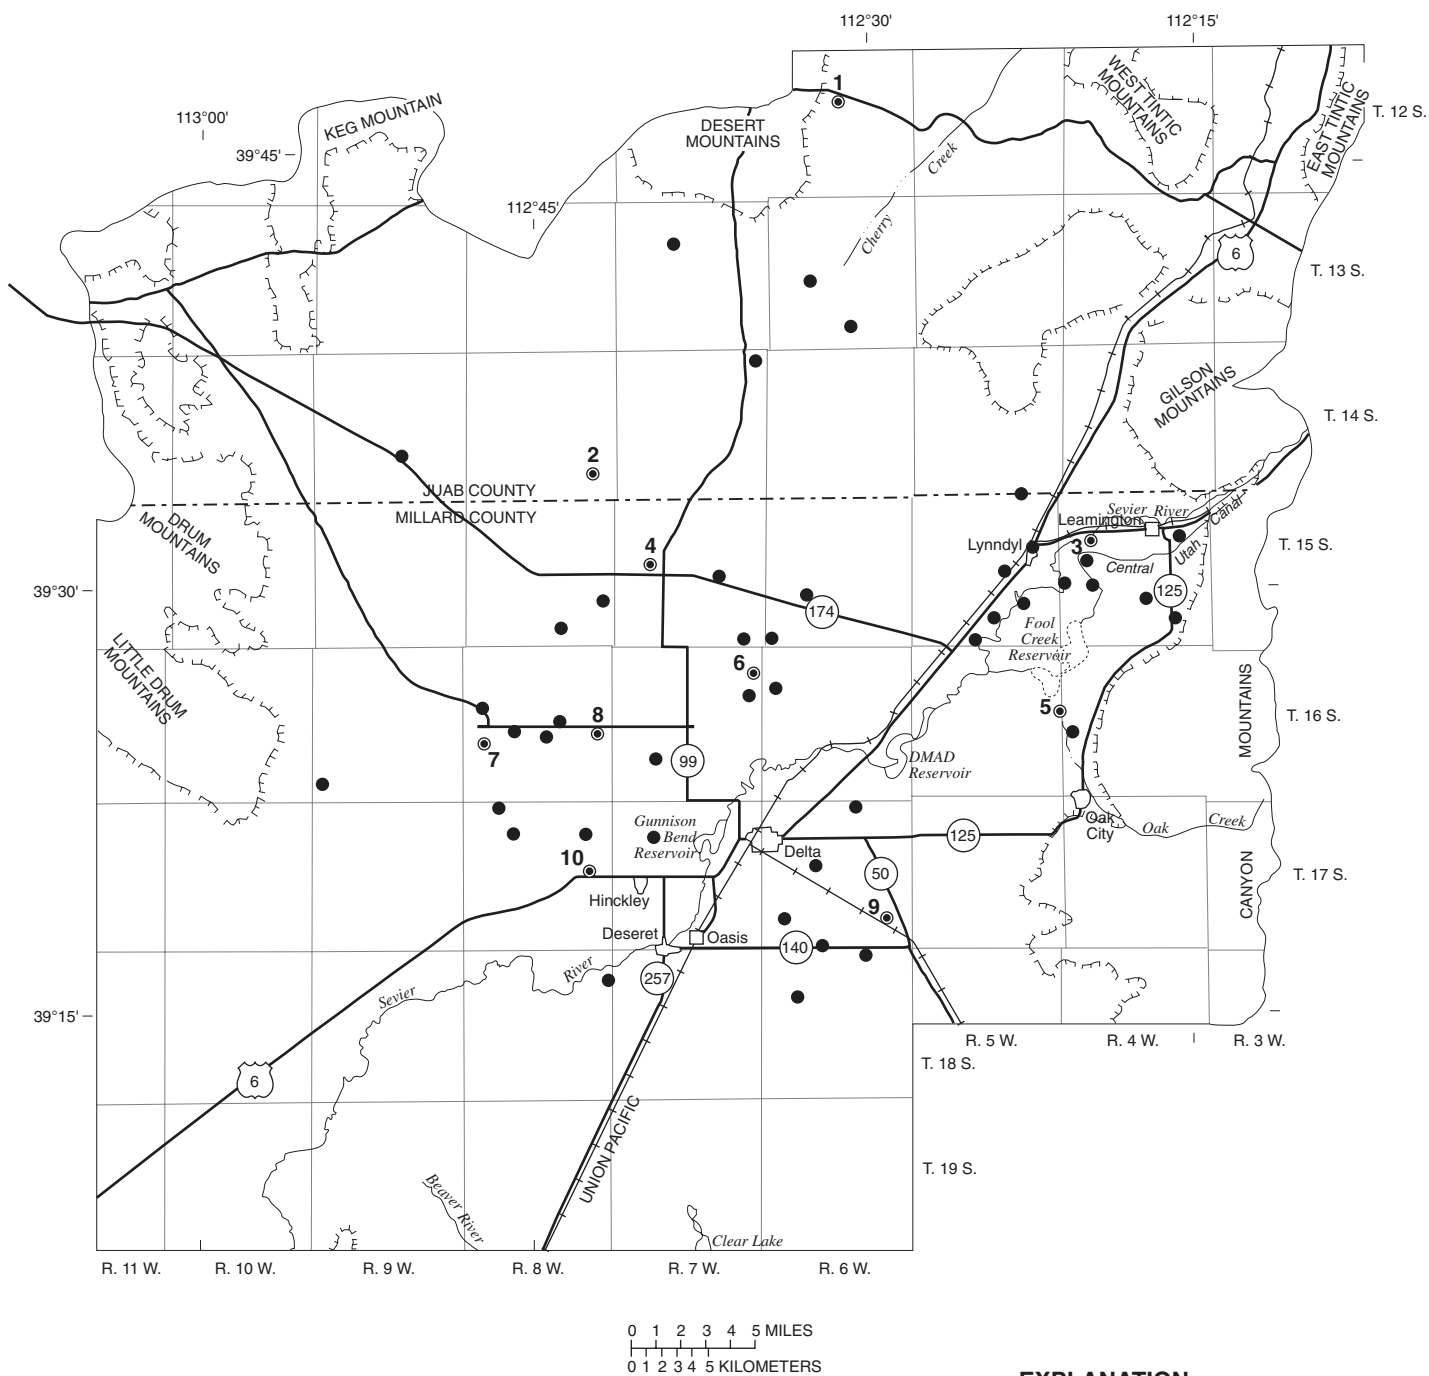 112°30'
112°15'
113°00'
39°45'
KEG MOUNTAIN
DESERT
MOUNTAINS
1
WEST TINTIC
MOUNTAINS
EAST TINTIC
MOUNTAINS
T. 12 S.
Creek
Cherry
112°45'
6
T. 13 S.
GILSON
MOUNTAINS
T. 14 S.
2
JUAB COUNTY
MILLARD COUNTY
DRUM
MOUNTAINS
Sevier River
Canal
Leamington
Lynndyl
3
Utah
Central
T. 15 S.
4
39°30'
174
125
Fool
Creek
Reservoir
LITTLE DRUM
MOUNTAINS
6
5
MOUNTAINS
T. 16 S.
8
7
99
DMAD
Reservoir
Gunnison
Bend
Reservoir
Oak
City
Oak
Creek
125
Delta
10
50
CANYON
T. 17 S.
Hinckley
9
Deseret
Oasis
140
River
257
Sevier
39°15'
R. 5 W.
R. 4 W.
R. 3 W.
T. 18 S.
6
UNION PACIFIC
T. 19 S.
Beaver River
Clear Lake
R. 11 W.
R. 10 W.
R. 9 W.
R. 8 W.
R. 7 W.
R. 6 W.
0 1 2 3 4 5 MILES
0 1 2 3 4 5 KILOMETERS
EXPLANATION